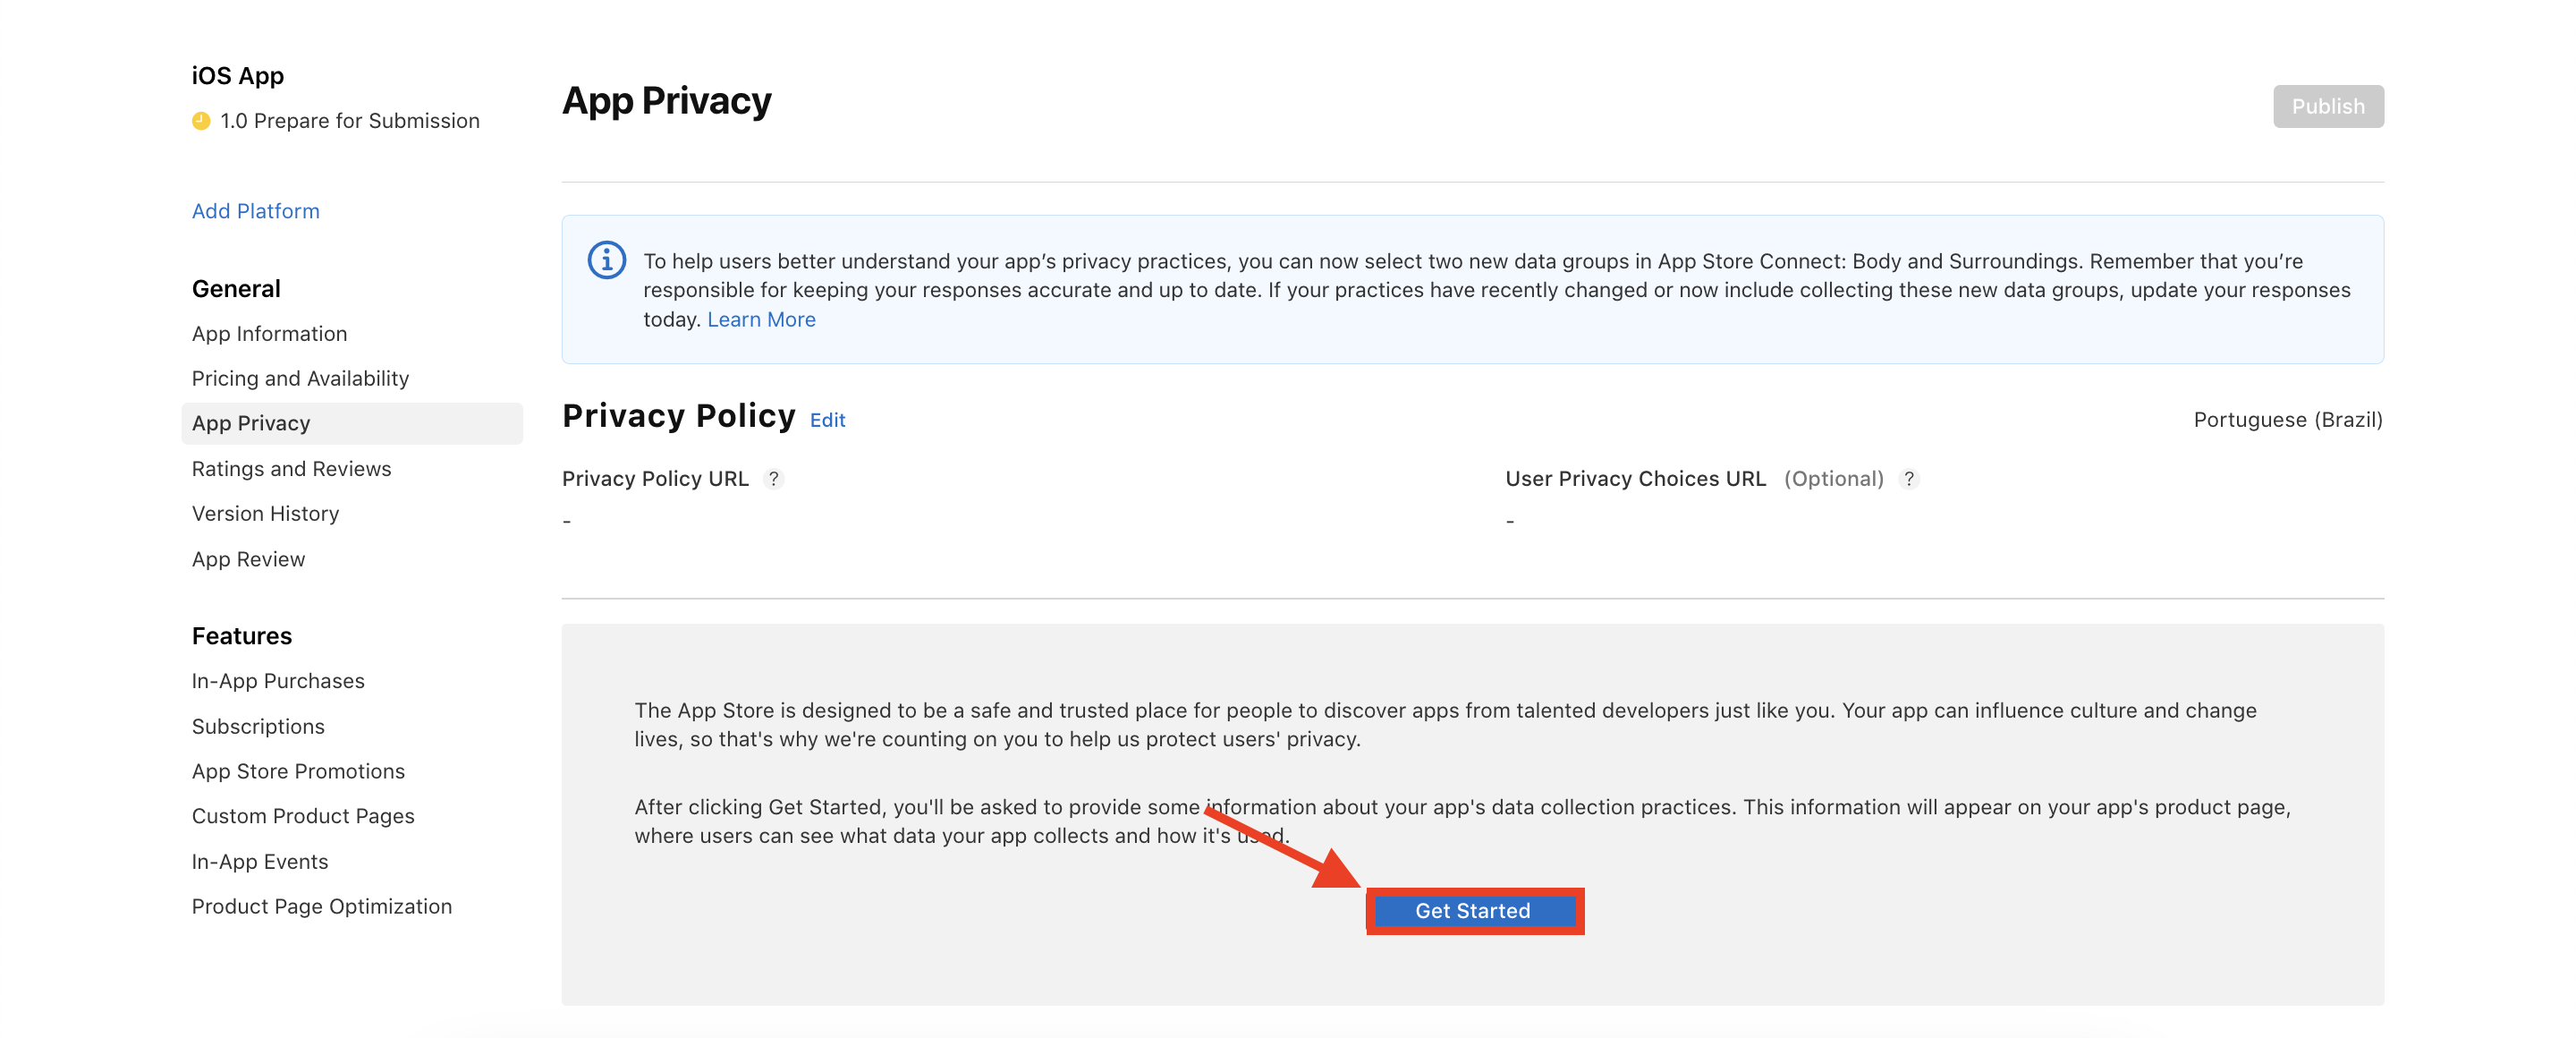 iOS App
1.0 Prepare for Submission
Add Platform
General
App Information
Pricing and Availability
App Privacy
Ratings and Reviews
Version History
App Review
Features
In-App Purchases
Subscriptions
App Store Promotions
Custom Product Pages
In-App Events
Product Page Optimization
App Privacy
Publish
To help users better understand your app’s privacy practices, you can now select two new data groups in App Store Connect: Body and Surroundings. Remember that you’re
responsible for keeping your responses accurate and up to date. If your practices have recently changed or now include collecting these new data groups, update your responses
today. Learn More
Privacy Policy Edit
Portuguese (Brazil)
Privacy Policy URL ?
-
User Privacy Choices URL (Optional) ?
-
The App Store is designed to be a safe and trusted place for people to discover apps from talented developers just like you. Your app can influence culture and change
lives, so that's why we're counting on you to help us protect users' privacy.
After clicking Get Started, you'll be asked to provide some information about your app's data collection practices. This information will appear on your app's product page,
where users can see what data your app collects and how it's used.
Get Started